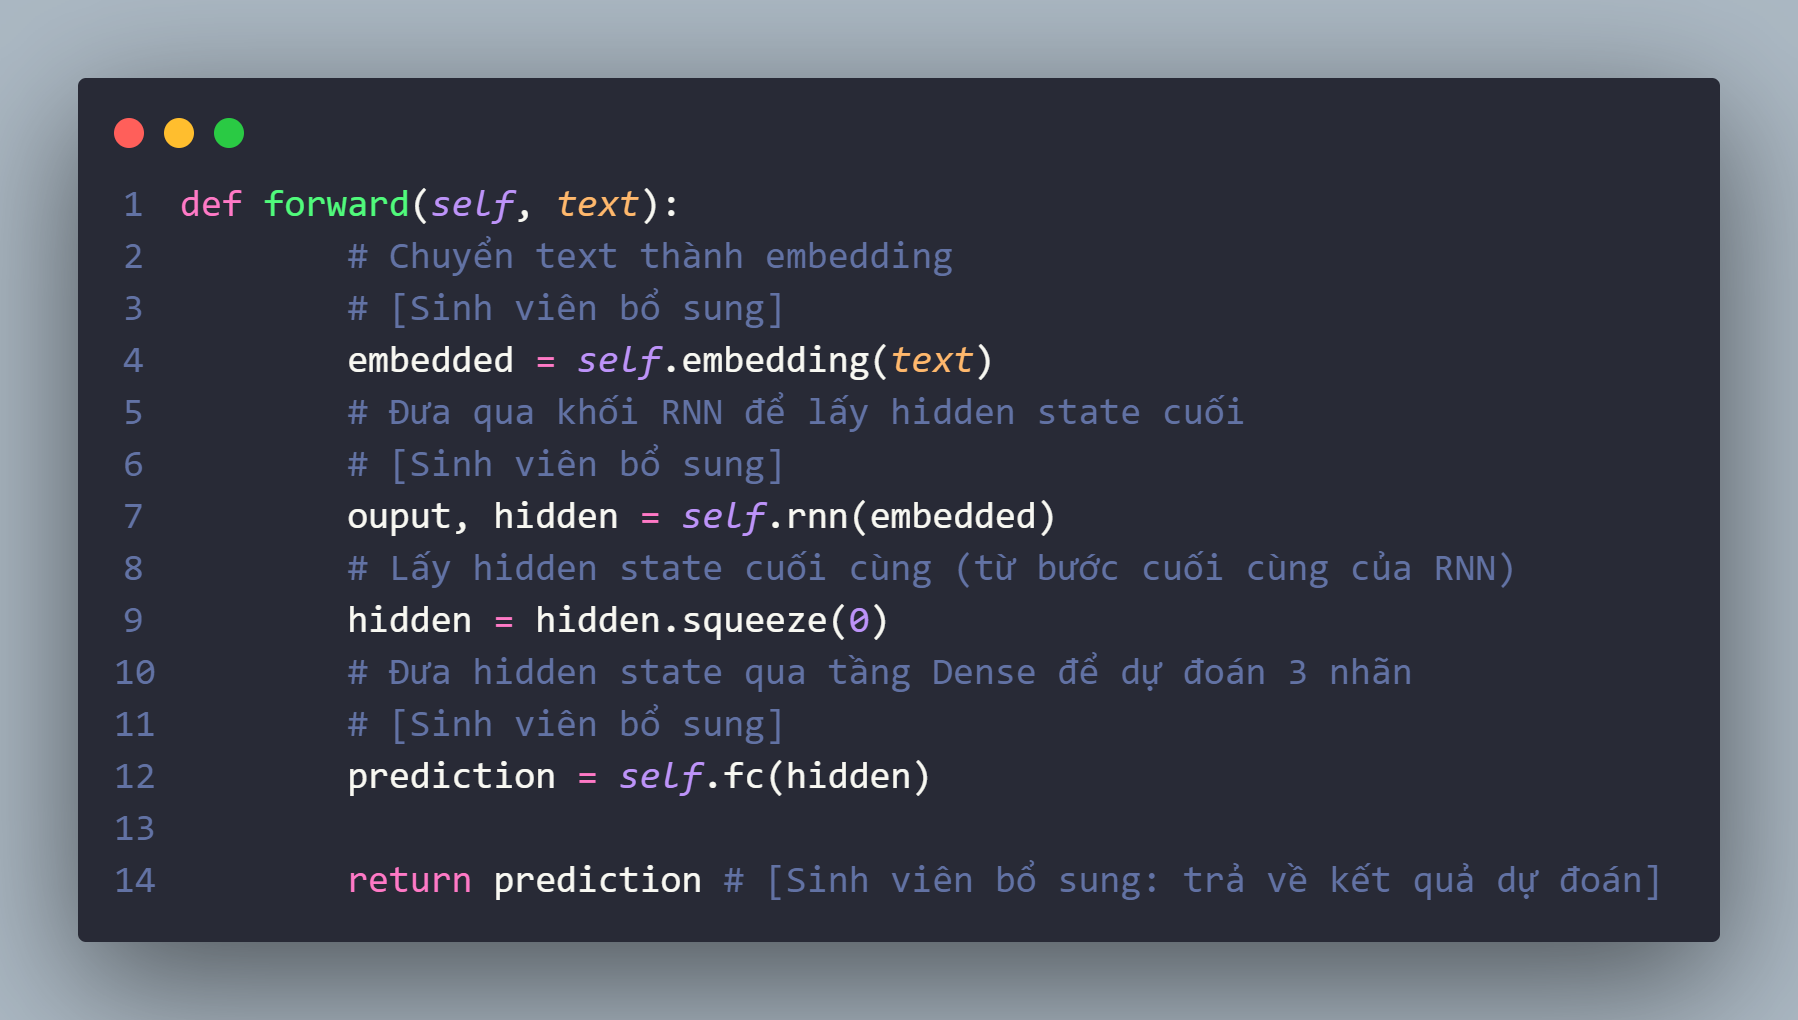 1 def forward(self, text):
2 # Chuyển text thành embedding
3 # [Sinh viên bổ sung]
4 embedded = self.embedding(text)
5 # Đưa qua khối RNN để lấy hidden state cuối
6 # [Sinh viên bổ sung]
7 ouput, hidden = self.rnn(embedded)
8 # Lấy hidden state cuối cùng (từ bước cuối cùng của RNN)
9 hidden = hidden.squeeze(0)
10 # Đưa hidden state qua tầng Dense để dự đoán 3 nhãn
11 # [Sinh viên bổ sung]
12 prediction = self.fc(hidden)
13
14 return prediction # [Sinh viên bổ sung: trả về kết quả dự đoán]